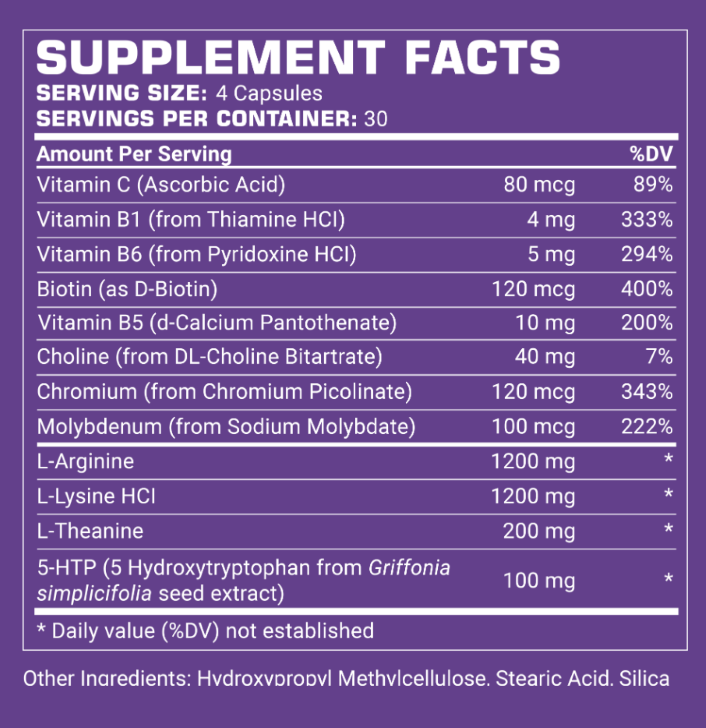 SUPPLEMENT FACTS
SERVING SIZE: 4 Capsules
SERVINGS PER CONTAINER: 30
Amount Per Serving %DV
Vitamin C (Ascorbic Acid) 80 mcg 89%
Vitamin B1 (from Thiamine HCl) 4 mg 333%
Vitamin B6 (from Pyridoxine HCl) 5 mg 294%
Biotin (as D-Biotin) 120 mcg 400%
Vitamin B5 (d-Calcium Pantothenate) 10 mg 200%
Choline (from DL-Choline Bitartrate) 40 mg 7%
Chromium (from Chromium Picolinate) 120 mcg 343%
Molybdenum (from Sodium Molybdate) 100 mcg 222%
L-Arginine 1200 mg *
L-Lysine HCl 1200 mg *
L-Theanine 200 mg *
5-HTP (5 Hydroxytryptophan from Griffonia
simplicifolia seed extract) 100 mg *
* Daily value (%DV) not established
Other Ingredients: Hydroxypropyl Methylcellulose, Stearic Acid, Silica